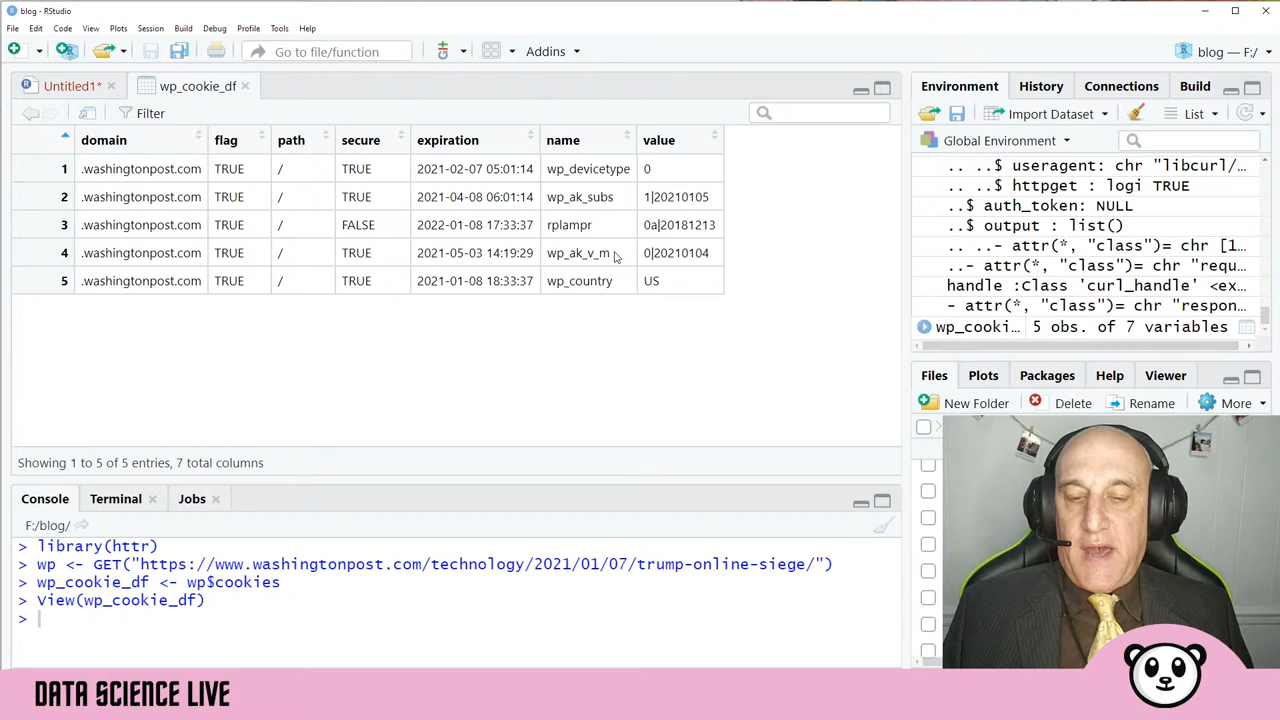 blog - RStudio
File Edit Code View Plots Session Build Debug Profile Tools Help
Go to file/function Addins blog — F:/
Untitled1* wp_cookie_df
Filter
domain flag path secure expiration name value
1 .washingtonpost.com TRUE / TRUE 2021-02-07 05:01:14 wp_devicetype 0
2 .washingtonpost.com TRUE / TRUE 2021-04-08 06:01:14 wp_ak_subs 1|20210105
3 .washingtonpost.com TRUE / FALSE 2022-01-08 17:33:37 rplampr 0a|20181213
4 .washingtonpost.com TRUE / TRUE 2021-05-03 14:19:29 wp_ak_v_m 0|20210104
5 .washingtonpost.com TRUE / TRUE 2021-01-08 18:33:37 wp_country US
Showing 1 to 5 of 5 entries, 7 total columns
Console Terminal Jobs
F:/blog/
> library(httr)
> wp <- GET("https://www.washingtonpost.com/technology/2021/01/07/trump-online-siege/")
> wp_cookie_df <- wp$cookies
> View(wp_cookie_df)
>
Environment History Connections Build
Import Dataset List
Global Environment
.. ..$ useragent: chr "libcurl/…
.. ..$ httpget : logi TRUE
..$ auth_token: NULL
..$ output : list()
.. ..- attr(*, "class")= chr [1…
..- attr(*, "class")= chr "requ…
handle :class 'curl_handle' <ex…
- attr(*, "class")= chr "respon…
wp_cooki… 5 obs. of 7 variables
Files Plots Packages Help Viewer
New Folder Delete Rename More
DATA SCIENCE LIVE